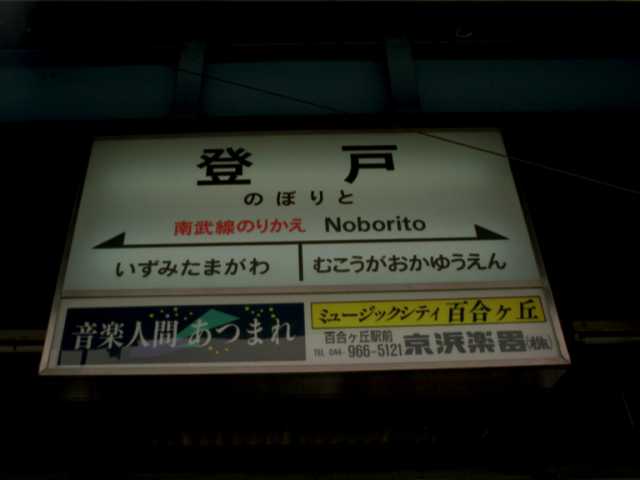 登戸
のぼりと
南武線のりかえ Noborito
いずみたまがわ むこうがおかゆうえん
音楽人間 あつまれ
ミュージックシティ 百合ヶ丘
百合ヶ丘駅前
TEL 044-966-5121
京浜楽器(株)